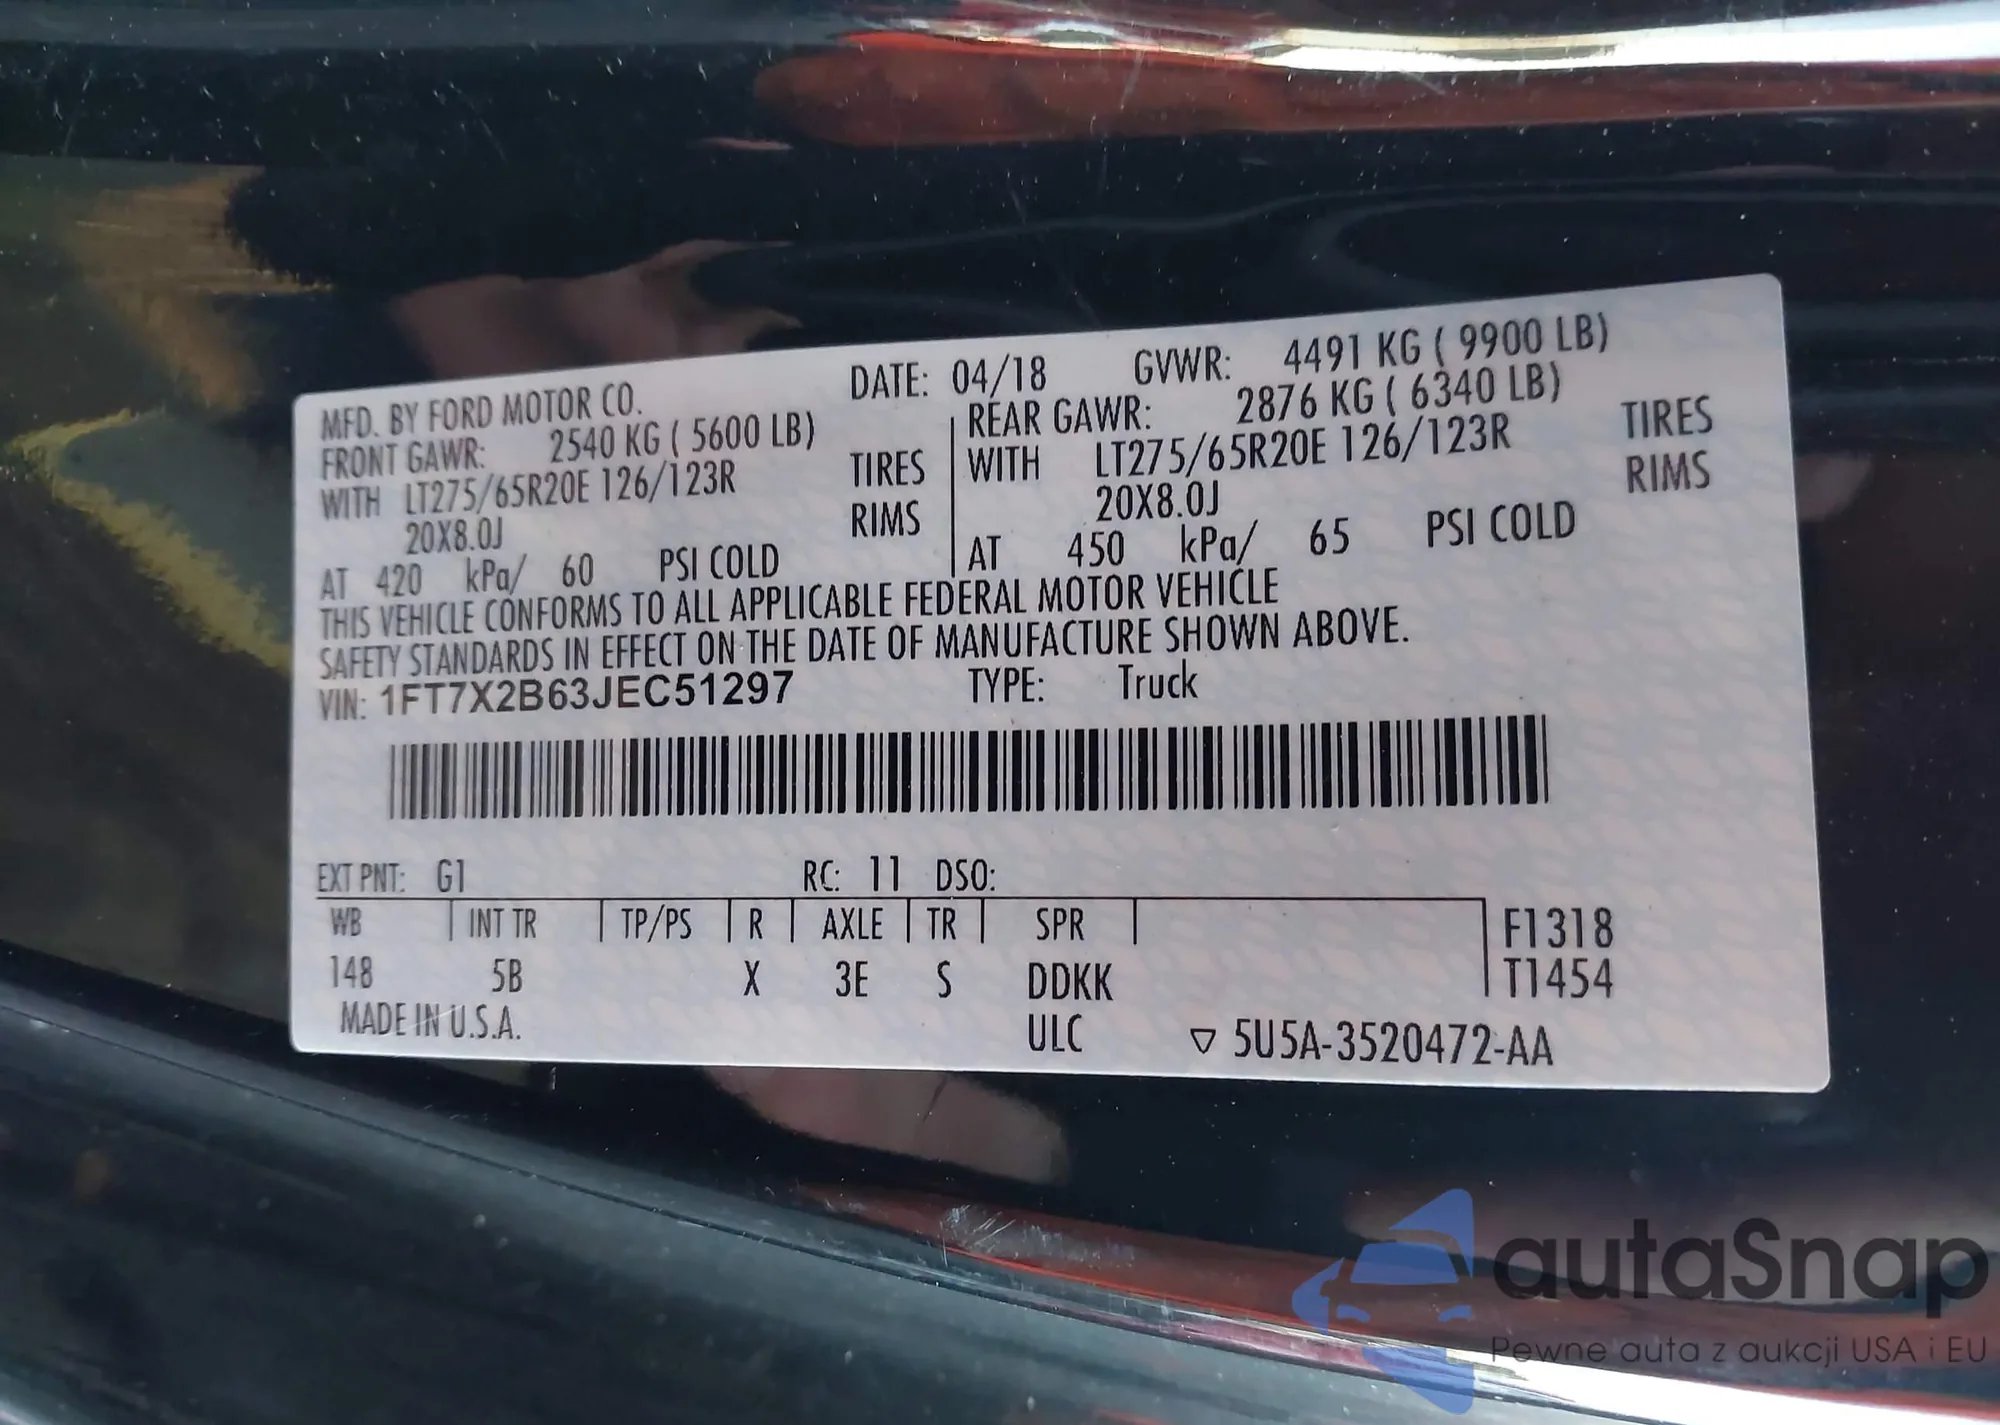 MFD. BY FORD MOTOR CO. DATE: 04/18 GVWR: 4491 KG ( 9900 LB)
FRONT GAWR: 2540 KG ( 5600 LB) REAR GAWR: 2876 KG ( 6340 LB)
WITH LT275/65R20E 126/123R TIRES WITH LT275/65R20E 126/123R TIRES
20X8.0J RIMS 20X8.0J RIMS
AT 420 kPa/ 60 PSI COLD AT 450 kPa/ 65 PSI COLD
THIS VEHICLE CONFORMS TO ALL APPLICABLE FEDERAL MOTOR VEHICLE
SAFETY STANDARDS IN EFFECT ON THE DATE OF MANUFACTURE SHOWN ABOVE.
VIN: 1FT7X2B63JEC51297 TYPE: Truck
EXT PNT: G1 RC: 11 DSO:
WB INT TR TP/PS R AXLE TR SPR F1318
148 5B X 3E S DDKK T1454
MADE IN U.S.A. ULC ▽ 5U5A-3520472-AA
autaSnap
Pewne auta z aukcji USA i EU